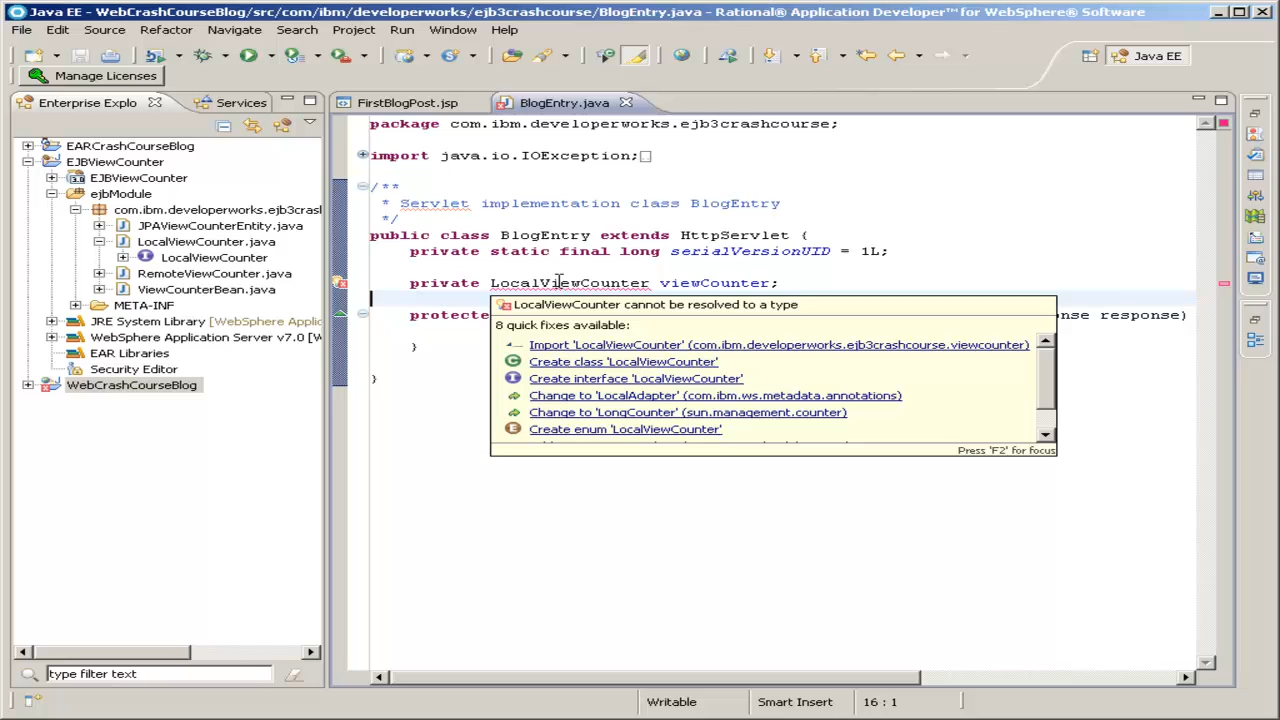 Java EE - WebCrashCourseBlog/src/com/ibm/developerworks/ejb3crashcourse/BlogEntry.java - Rational® Application Developer™ for WebSphere® Software
File Edit Source Refactor Navigate Search Project Run Window Help
Java EE
Manage Licenses
Enterprise Explo
Services
FirstBlogPost.jsp
BlogEntry.java
EARCrashCourseBlog
EJBViewCounter
EJBViewCounter
ejbModule
com.ibm.developerworks.ejb3crasl
JPAViewCounterEntity.java
LocalViewCounter.java
LocalViewCounter
RemoteViewCounter.java
ViewCounterBean.java
META-INF
JRE System Library [WebSphere Applic
WebSphere Application Server v7.0 [W
EAR Libraries
Security Editor
WebCrashCourseBlog
type filter text
package com.ibm.developerworks.ejb3crashcourse;
import java.io.IOException;
/**
* Servlet implementation class BlogEntry
*/
public class BlogEntry extends HttpServlet {
private static final long serialVersionUID = 1L;
private LocalViewCounter viewCounter;
protecte
onse response)
}
}
LocalViewCounter cannot be resolved to a type
8 quick fixes available:
Import 'LocalViewCounter' (com.ibm.developerworks.ejb3crashcourse.viewcounter)
Create class 'LocalViewCounter'
Create interface 'LocalViewCounter'
Change to 'LocalAdapter' (com.ibm.ws.metadata.annotations)
Change to 'LongCounter' (sun.management.counter)
Create enum 'LocalViewCounter'
Press 'F2' for focus
Writable
Smart Insert
16 : 1